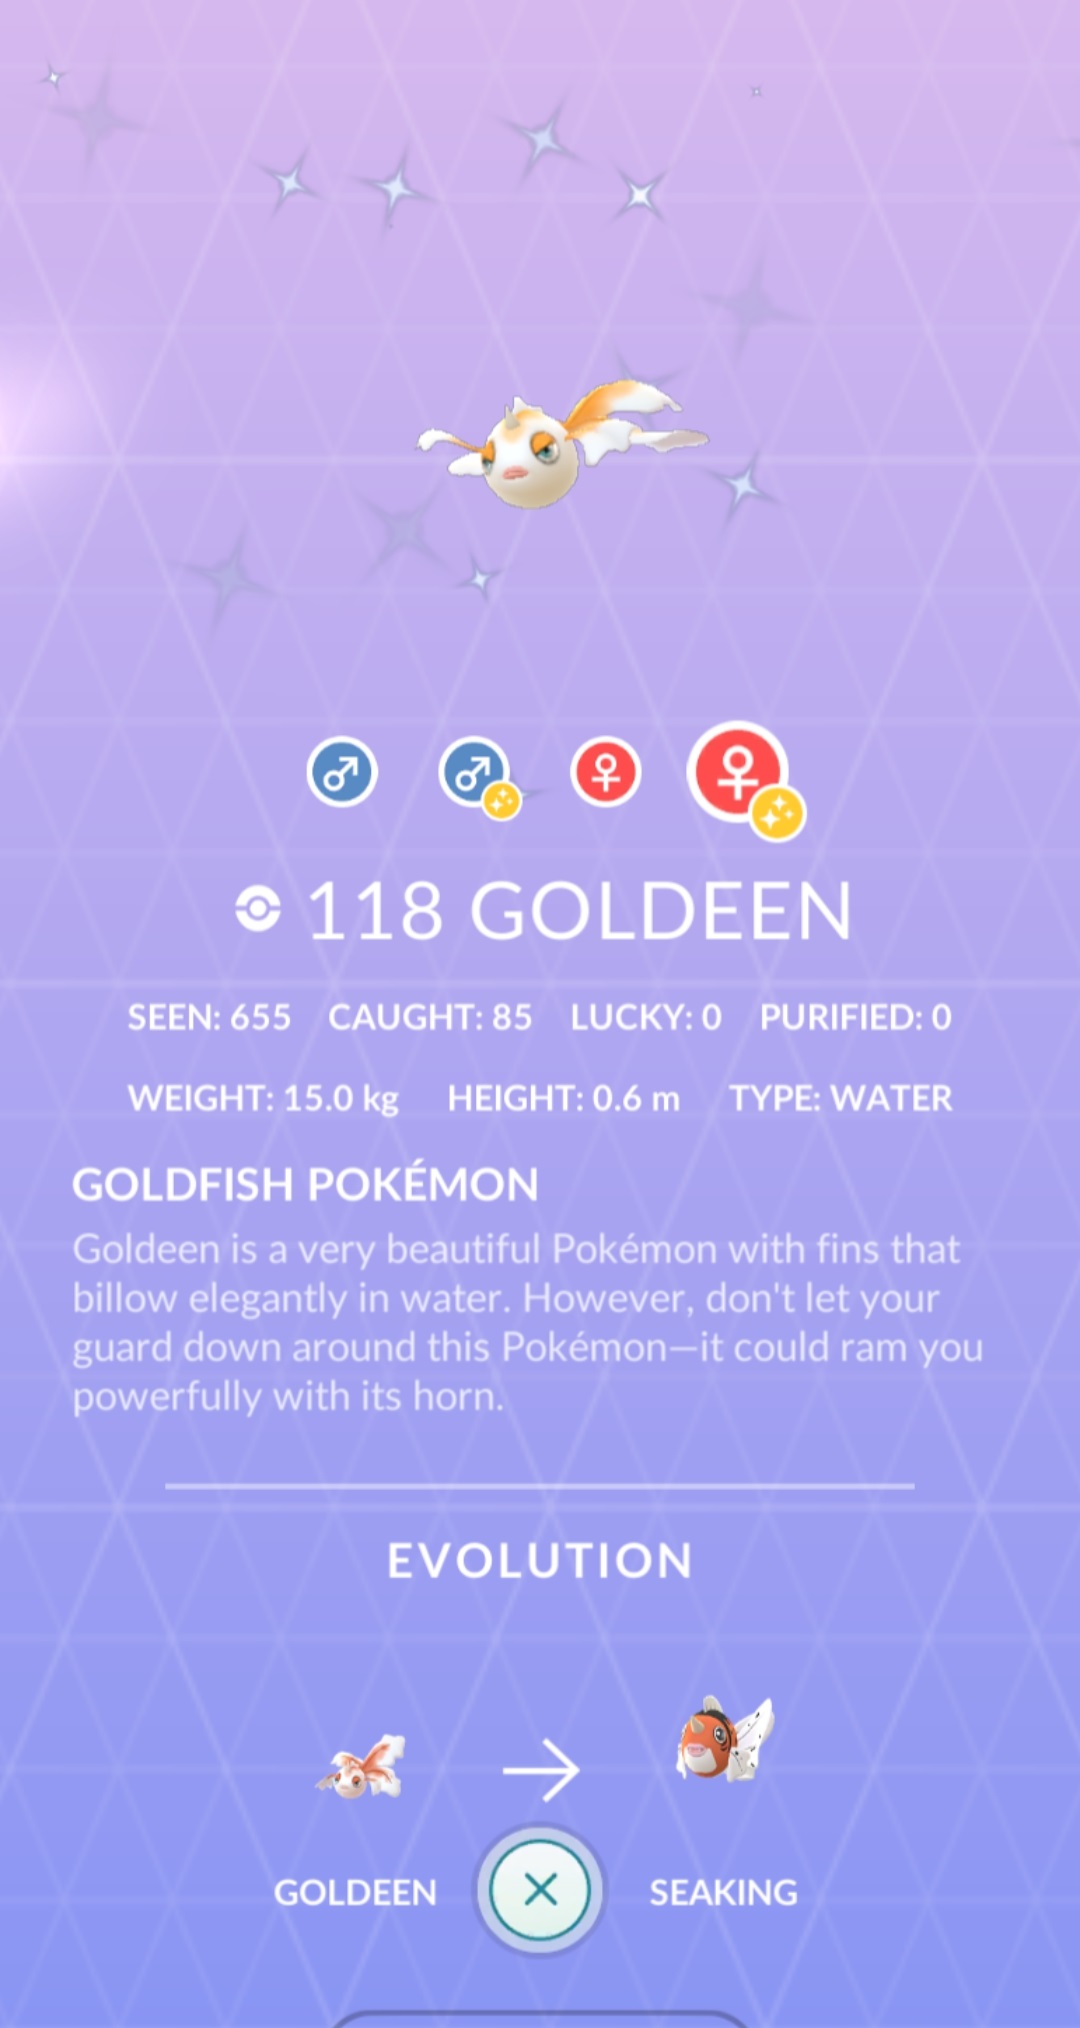 118 GOLDEEN
SEEN: 655 CAUGHT: 85 LUCKY: 0 PURIFIED: 0
WEIGHT: 15.0 kg HEIGHT: 0.6 m TYPE: WATER
GOLDFISH POKÉMON
Goldeen is a very beautiful Pokémon with fins that
billow elegantly in water. However, don't let your
guard down around this Pokémon—it could ram you
powerfully with its horn.
EVOLUTION
GOLDEEN SEAKING